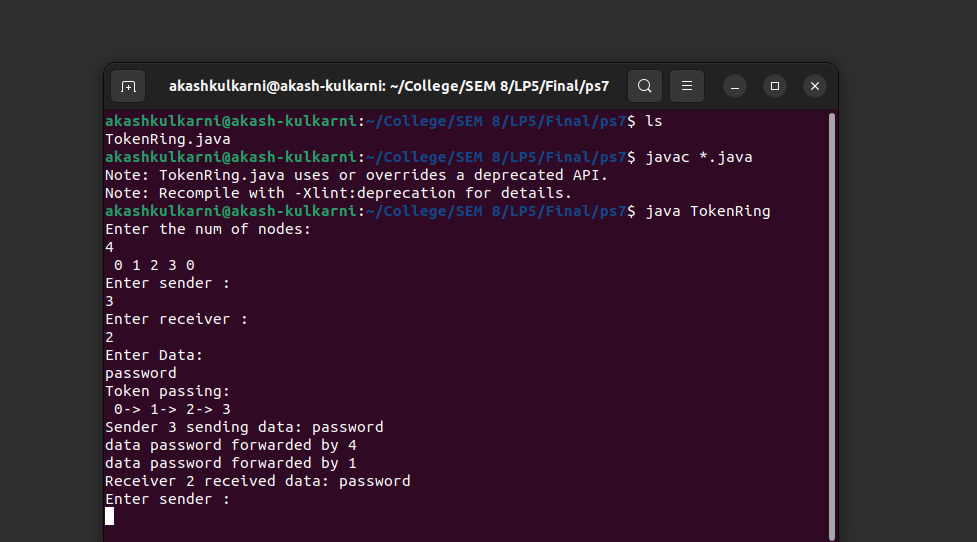 akashkulkarni@akash-kulkarni: ~/College/SEM 8/LP5/Final/ps7
akashkulkarni@akash-kulkarni:~/College/SEM 8/LP5/Final/ps7$ ls
TokenRing.java
akashkulkarni@akash-kulkarni:~/College/SEM 8/LP5/Final/ps7$ javac *.java
Note: TokenRing.java uses or overrides a deprecated API.
Note: Recompile with -Xlint:deprecation for details.
akashkulkarni@akash-kulkarni:~/College/SEM 8/LP5/Final/ps7$ java TokenRing
Enter the num of nodes:
4
 0 1 2 3 0
Enter sender :
3
Enter receiver :
2
Enter Data:
password
Token passing:
 0-> 1-> 2-> 3
Sender 3 sending data: password
data password forwarded by 4
data password forwarded by 1
Receiver 2 received data: password
Enter sender :